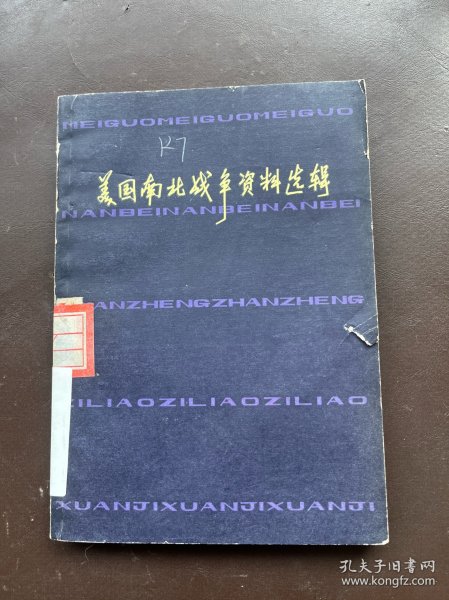 MEIGUOMEIGUOMEIGUO
K7
美国南北战争资料选辑
NANBEINANBEINANBEI
ANZHENGZHANZHENG
ZILIAOZILIAOZILIAO
XUANJIXUANJIXUANJI
孔夫子旧书网
www.kongfz.com